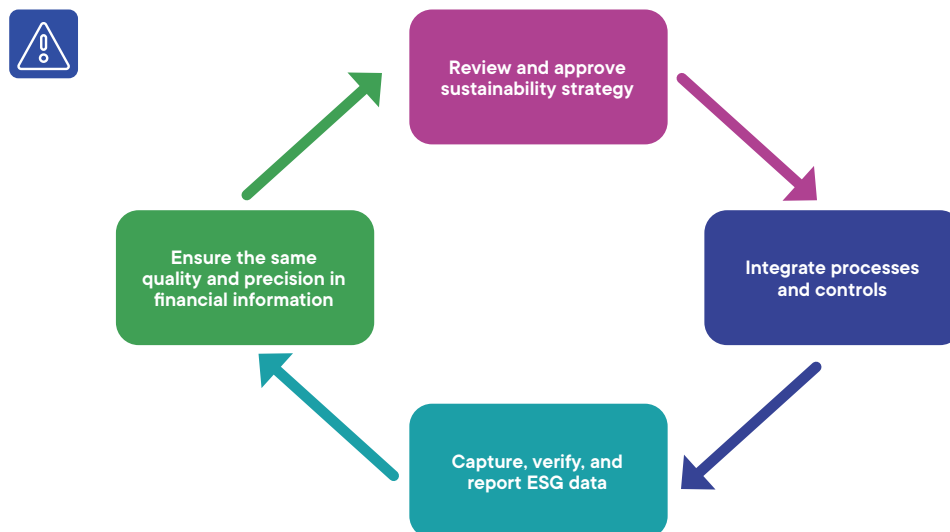 Review and approve
sustainability strategy
Integrate processes
and controls
Capture, verify, and
report ESG data
Ensure the same
quality and precision in
financial information